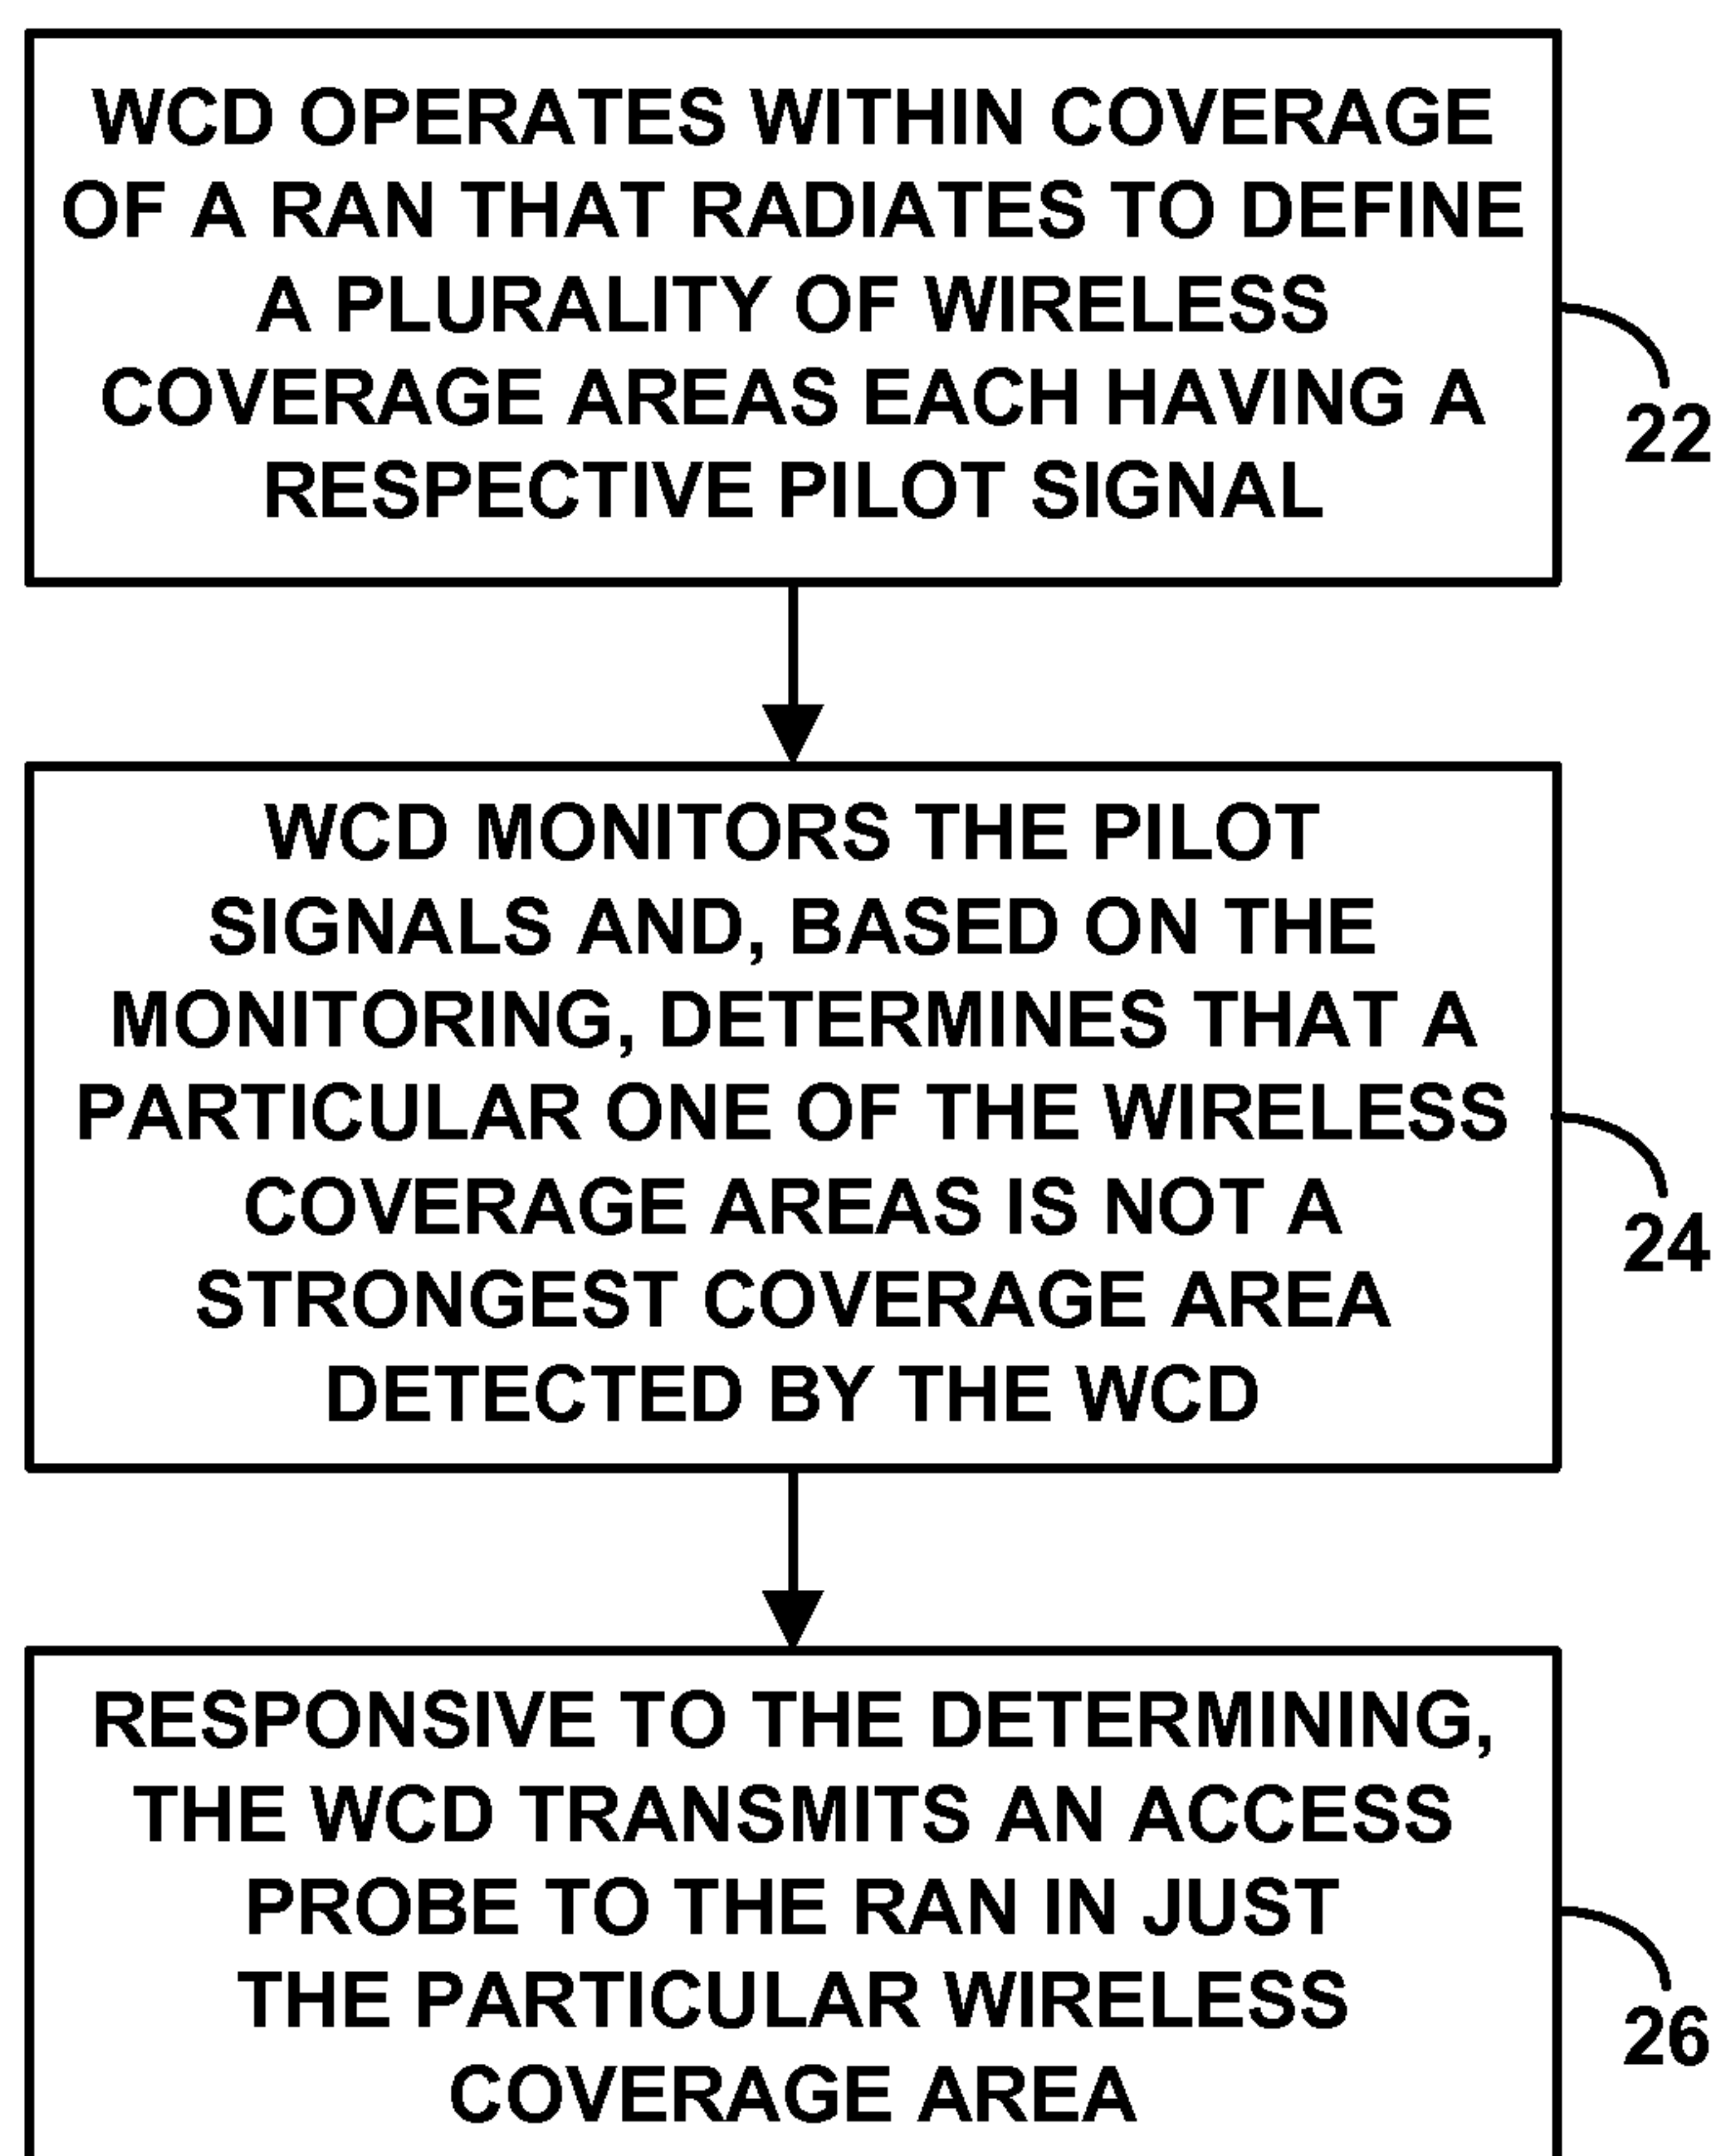 WCD OPERATES WITHIN COVERAGE
OF A RAN THAT RADIATES TO DEFINE
A PLURALITY OF WIRELESS
COVERAGE AREAS EACH HAVING A
RESPECTIVE PILOT SIGNAL
22
WCD MONITORS THE PILOT
SIGNALS AND, BASED ON THE
MONITORING, DETERMINES THAT A
PARTICULAR ONE OF THE WIRELESS
COVERAGE AREAS IS NOT A
STRONGEST COVERAGE AREA
DETECTED BY THE WCD
24
RESPONSIVE TO THE DETERMINING,
THE WCD TRANSMITS AN ACCESS
PROBE TO THE RAN IN JUST
THE PARTICULAR WIRELESS
COVERAGE AREA
26